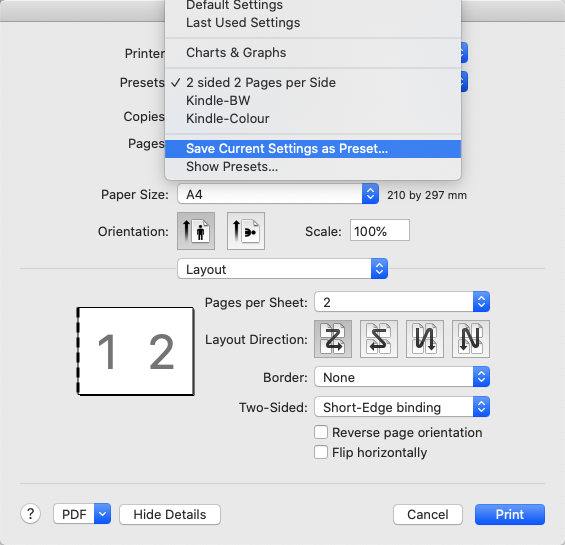 Default Settings
Last Used Settings
Printer
Charts & Graphs
Presets
✓ 2 sided 2 Pages per Side
Kindle-BW
Copies
Kindle-Colour
Pages
Save Current Settings as Preset...
Show Presets...
Paper Size: A4 210 by 297 mm
Orientation: Scale: 100%
Layout
Pages per Sheet: 2
1 2
Layout Direction:
Border: None
Two-Sided: Short-Edge binding
Reverse page orientation
Flip horizontally
? PDF Hide Details Cancel Print